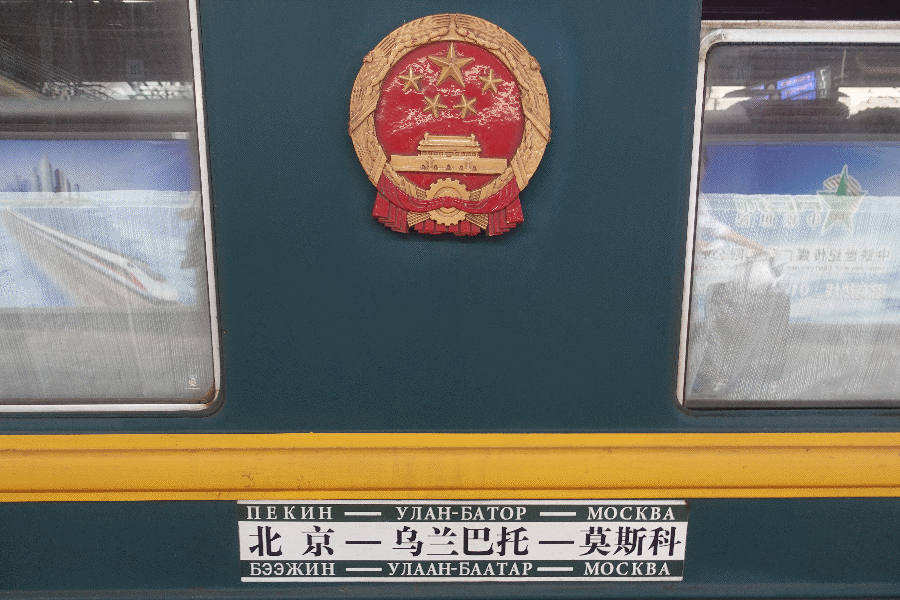 ПЕКИН — УЛАН-БАТОР — МОСКВА
北京 — 乌兰巴托 — 莫斯科
БЭЭЖИН — УЛААН-БААТАР — МОСКВА